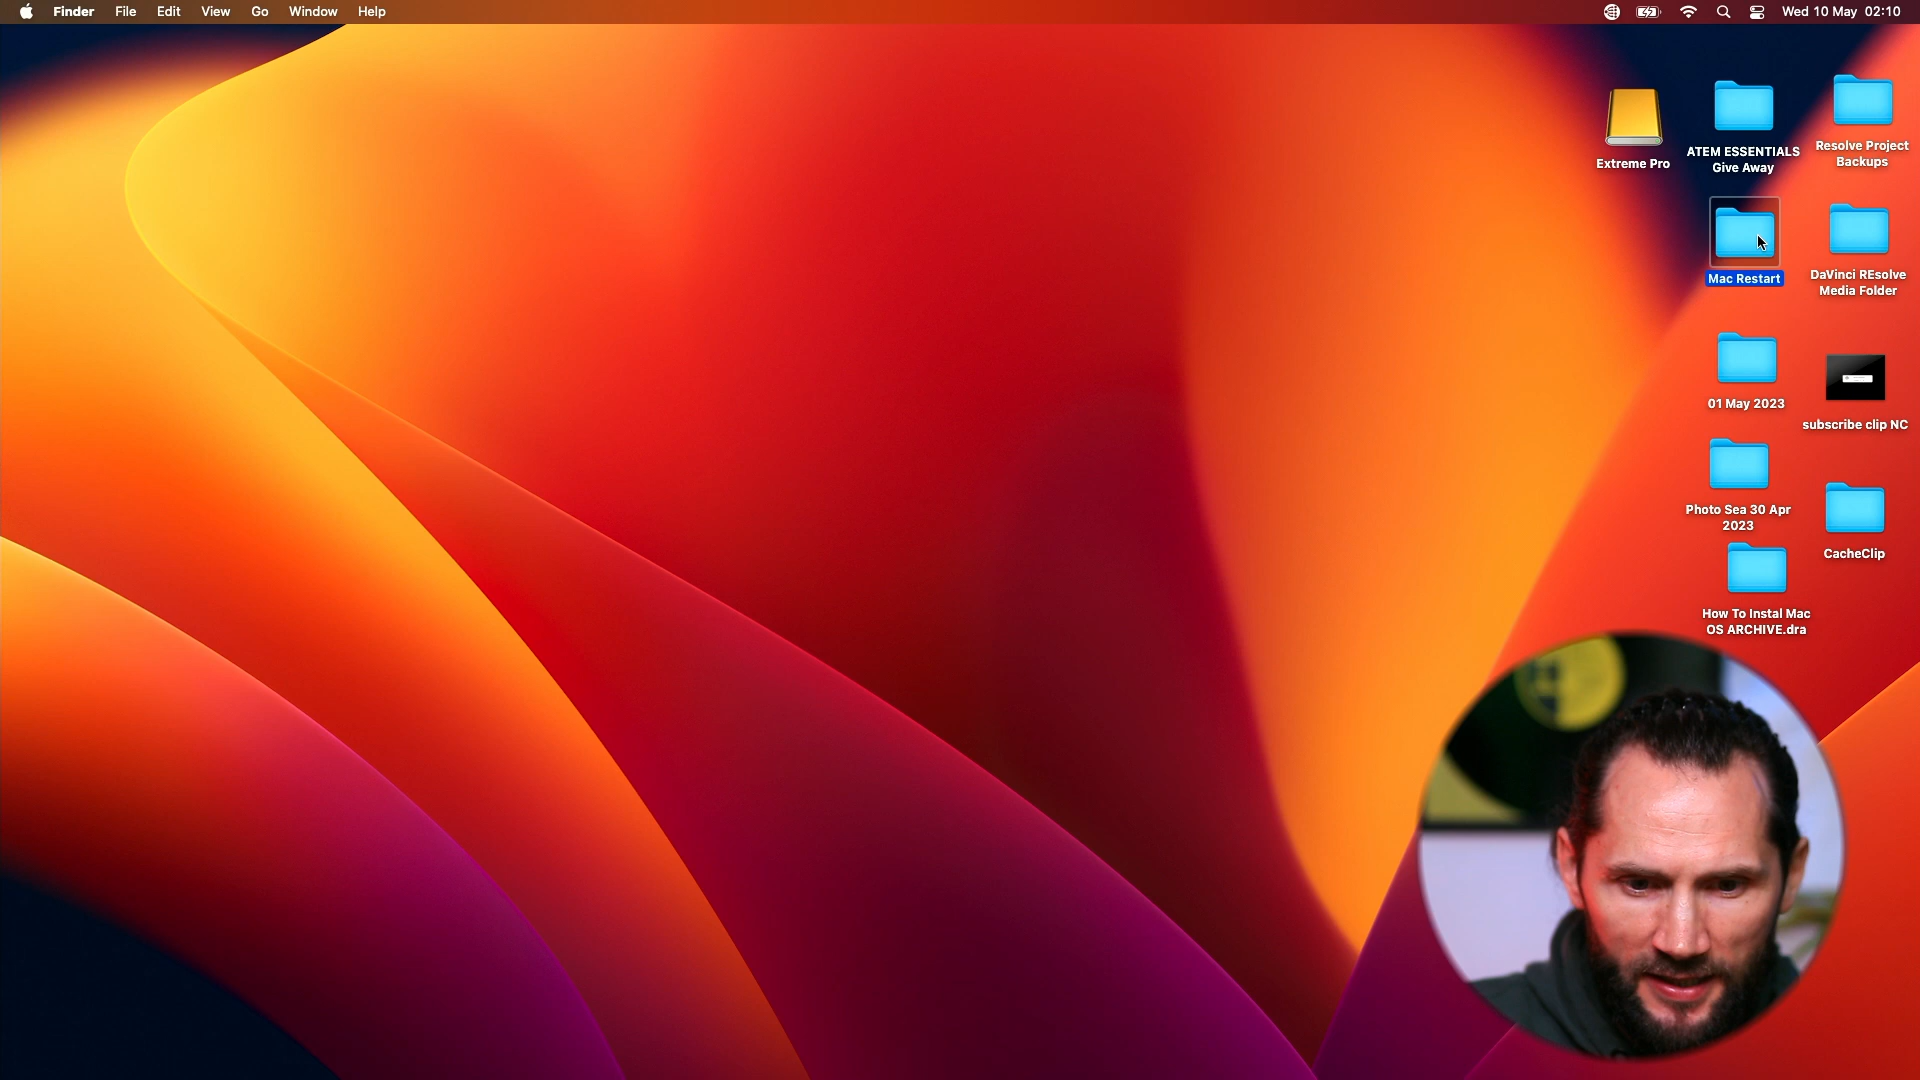 Finder File Edit View Go Window Help
Wed 10 May 02:10
Extreme Pro
ATEM ESSENTIALS
Give Away
Resolve Project
Backups
Mac Restart
DaVinci REsolve
Media Folder
01 May 2023
subscribe clip NC
Photo Sea 30 Apr
2023
CacheClip
How To Instal Mac
OS ARCHIVE.dra